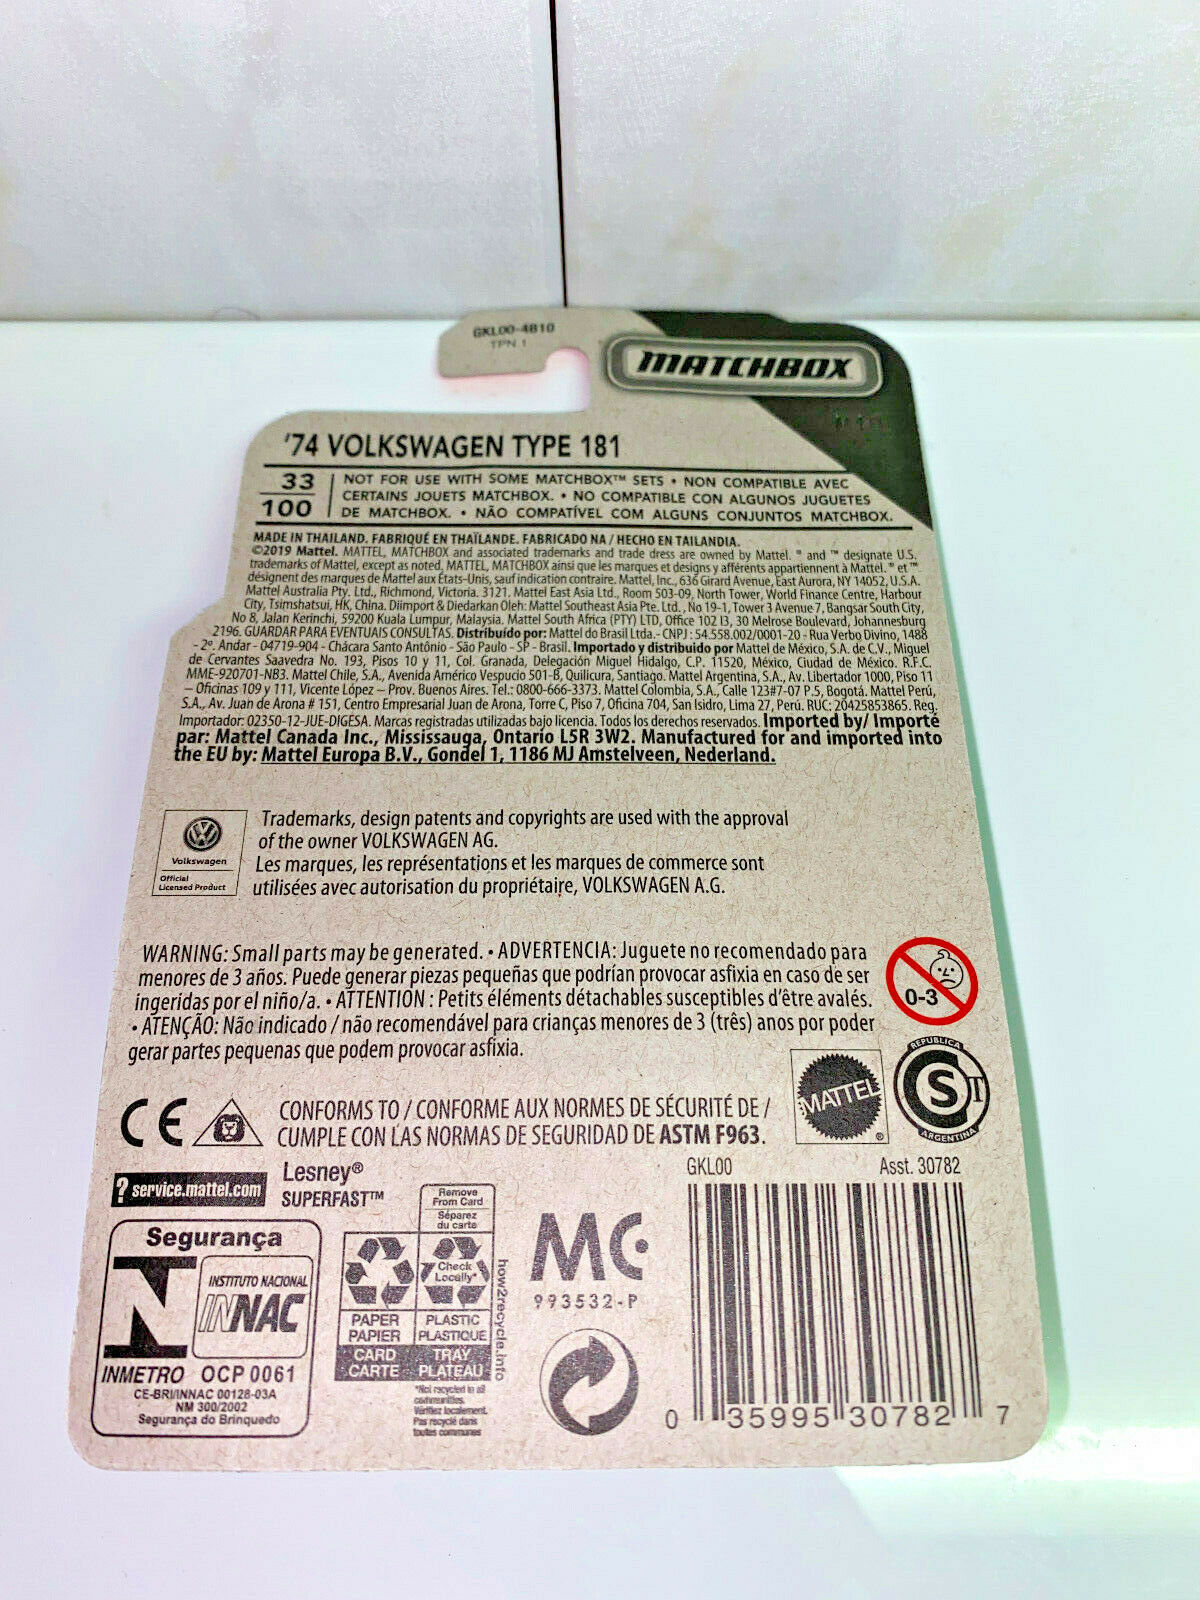 GKL00-4B10
TPN 1
MATCHBOX
'74 VOLKSWAGEN TYPE 181
33
100
NOT FOR USE WITH SOME MATCHBOX™ SETS • NON COMPATIBLE AVEC
CERTAINS JOUETS MATCHBOX. • NO COMPATIBLE CON ALGUNOS JUGUETES
DE MATCHBOX. • NÃO COMPATÍVEL COM ALGUNS CONJUNTOS MATCHBOX.
MADE IN THAILAND. FABRIQUÉ EN THAÏLANDE. FABRICADO NA / HECHO EN TAILANDIA.
©2019 Mattel. MATTEL, MATCHBOX and associated trademarks and trade dress are owned by Mattel. ® and ™ designate U.S.
trademarks of Mattel, except as noted. MATTEL, MATCHBOX ainsi que les marques et designs y afférents appartiennent à Mattel. ® et ™
désignent des marques de Mattel aux États-Unis, sauf indication contraire. Mattel, Inc., 636 Girard Avenue, East Aurora, NY 14052, U.S.A.
Mattel Australia Pty. Ltd., Richmond, Victoria. 3121. Mattel East Asia Ltd., Room 503-09, North Tower, World Finance Centre, Harbour
City, Tsimshatsui, HK, China. Diimport & Diedarkan Oleh: Mattel Southeast Asia Pte. Ltd., No 19-1, Tower 3 Avenue 7, Bangsar South City,
No 8, Jalan Kerinchi, 59200 Kuala Lumpur, Malaysia. Mattel South Africa (PTY) LTD, Office 102 I3, 30 Melrose Boulevard, Johannesburg
2196. GUARDAR PARA EVENTUAIS CONSULTAS. Distribuído por: Mattel do Brasil Ltda.- CNPJ : 54.558.002/0001-20 - Rua Verbo Divino, 1488
- 2º. Andar - 04719-904 - Chácara Santo Antônio - São Paulo - SP - Brasil. Importado y distribuido por Mattel de México, S.A. de C.V., Miguel
de Cervantes Saavedra No. 193, Pisos 10 y 11, Col. Granada, Delegación Miguel Hidalgo, C.P. 11520, México, Ciudad de México. R.F.C.
MME-920701-NB3. Mattel Chile, S.A., Avenida Américo Vespucio 501-B, Quilicura, Santiago. Mattel Argentina, S.A., Av. Libertador 1000, Piso 11
– Oficinas 109 y 111, Vicente López – Prov. Buenos Aires. Tel.: 0800-666-3373. Mattel Colombia, S.A., Calle 123#7-07 P.5, Bogotá. Mattel Perú,
S.A., Av. Juan de Arona # 151, Centro Empresarial Juan de Arona, Torre C, Piso 7, Oficina 704, San Isidro, Lima 27, Perú. RUC: 20425853865. Reg.
Importador: 02350-12-JUE-DIGESA. Marcas registradas utilizadas bajo licencia. Todos los derechos reservados. Imported by/ Importé
par: Mattel Canada Inc., Mississauga, Ontario L5R 3W2. Manufactured for and imported into
the EU by: Mattel Europa B.V., Gondel 1, 1186 MJ Amstelveen, Nederland.
Volkswagen
Official
Licensed Product
Trademarks, design patents and copyrights are used with the approval
of the owner VOLKSWAGEN AG.
Les marques, les représentations et les marques de commerce sont
utilisées avec autorisation du propriétaire, VOLKSWAGEN A.G.
WARNING: Small parts may be generated. • ADVERTENCIA: Juguete no recomendado para
menores de 3 años. Puede generar piezas pequeñas que podrían provocar asfixia en caso de ser
ingeridas por el niño/a. • ATTENTION : Petits éléments détachables susceptibles d'être avalés.
• ATENÇÃO: Não indicado / não recomendável para crianças menores de 3 (três) anos por poder
gerar partes pequenas que podem provocar asfixia.
0-3
CE
CONFORMS TO / CONFORME AUX NORMES DE SÉCURITÉ DE /
CUMPLE CON LAS NORMAS DE SEGURIDAD DE ASTM F963.
MATTEL
®
REPUBLICA
CST
ARGENTINA
? service.mattel.com
Lesney®
SUPERFAST™
GKL00
Asst. 30782
Segurança
N
INSTITUTO NACIONAL
INNAC
INMETRO OCP 0061
CE-BRI/INNAC 00128-03A
NM 300/2002
Segurança do Brinquedo
Remove
From Card
Séparez
du carte
Check
Locally*
PAPER
PAPIER
PLASTIC
PLASTIQUE
CARD
CARTE
TRAY
PLATEAU
*Not recycled in all
communities.
Vérifiez localement.
Pas recyclé dans
toutes communes
how2recycle.info
MC
993532-P
0 35995 30782 7